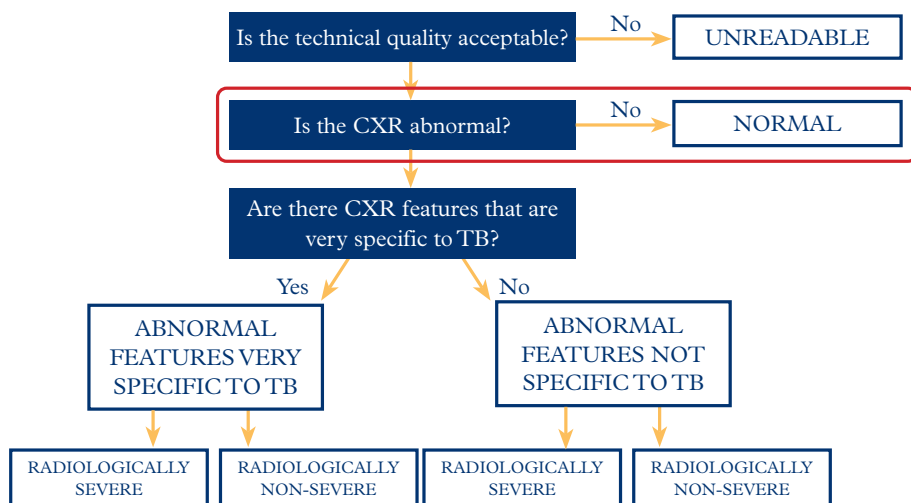 Is the technical quality acceptable?
No
UNREADABLE
Is the CXR abnormal?
No
NORMAL
Are there CXR features that are
very specific to TB?
Yes
No
ABNORMAL
FEATURES VERY
SPECIFIC TO TB
ABNORMAL
FEATURES NOT
SPECIFIC TO TB
RADIOLOGICALLY
SEVERE
RADIOLOGICALLY
NON-SEVERE
RADIOLOGICALLY
SEVERE
RADIOLOGICALLY
NON-SEVERE